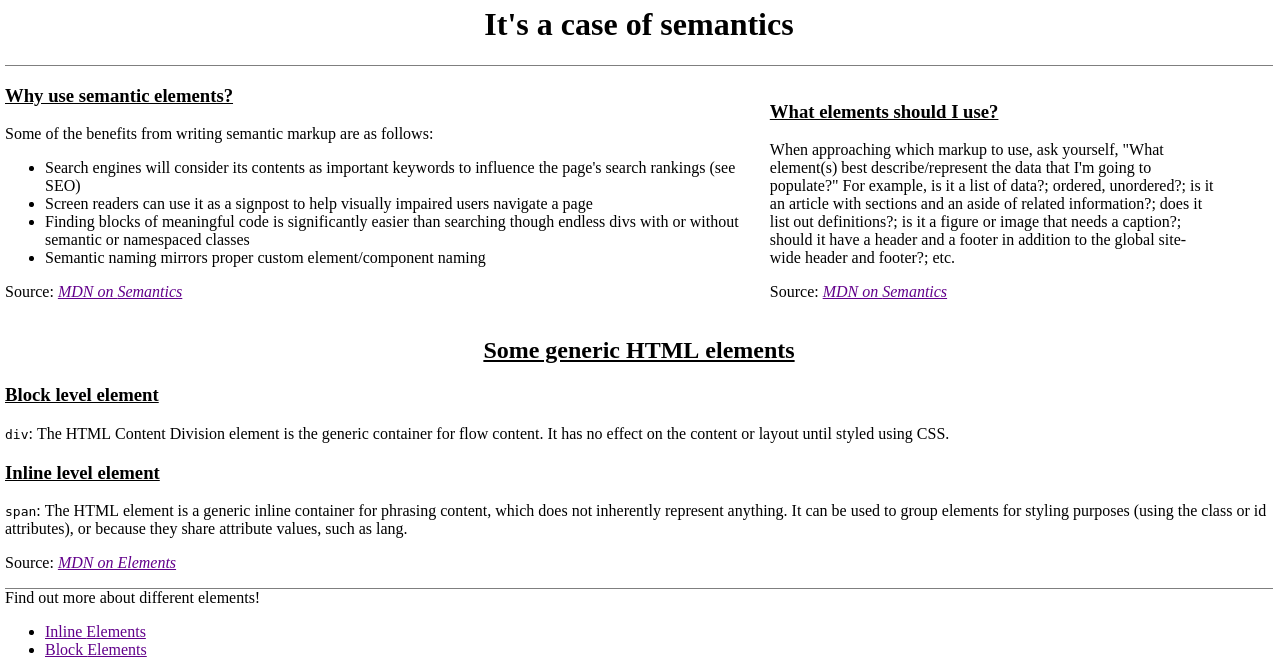 It's a case of semantics
Why use semantic elements?
Some of the benefits from writing semantic markup are as follows:
Search engines will consider its contents as important keywords to influence the page's search rankings (see
SEO)
Screen readers can use it as a signpost to help visually impaired users navigate a page
Finding blocks of meaningful code is significantly easier than searching though endless divs with or without
semantic or namespaced classes
Semantic naming mirrors proper custom element/component naming
Source: MDN on Semantics
What elements should I use?
When approaching which markup to use, ask yourself, "What
element(s) best describe/represent the data that I'm going to
populate?" For example, is it a list of data?; ordered, unordered?; is it
an article with sections and an aside of related information?; does it
list out definitions?; is it a figure or image that needs a caption?;
should it have a header and a footer in addition to the global site-
wide header and footer?; etc.
Source: MDN on Semantics
Some generic HTML elements
Block level element
div: The HTML Content Division element is the generic container for flow content. It has no effect on the content or layout until styled using CSS.
Inline level element
span: The HTML element is a generic inline container for phrasing content, which does not inherently represent anything. It can be used to group elements for styling purposes (using the class or id
attributes), or because they share attribute values, such as lang.
Source: MDN on Elements
Find out more about different elements!
Inline Elements
Block Elements